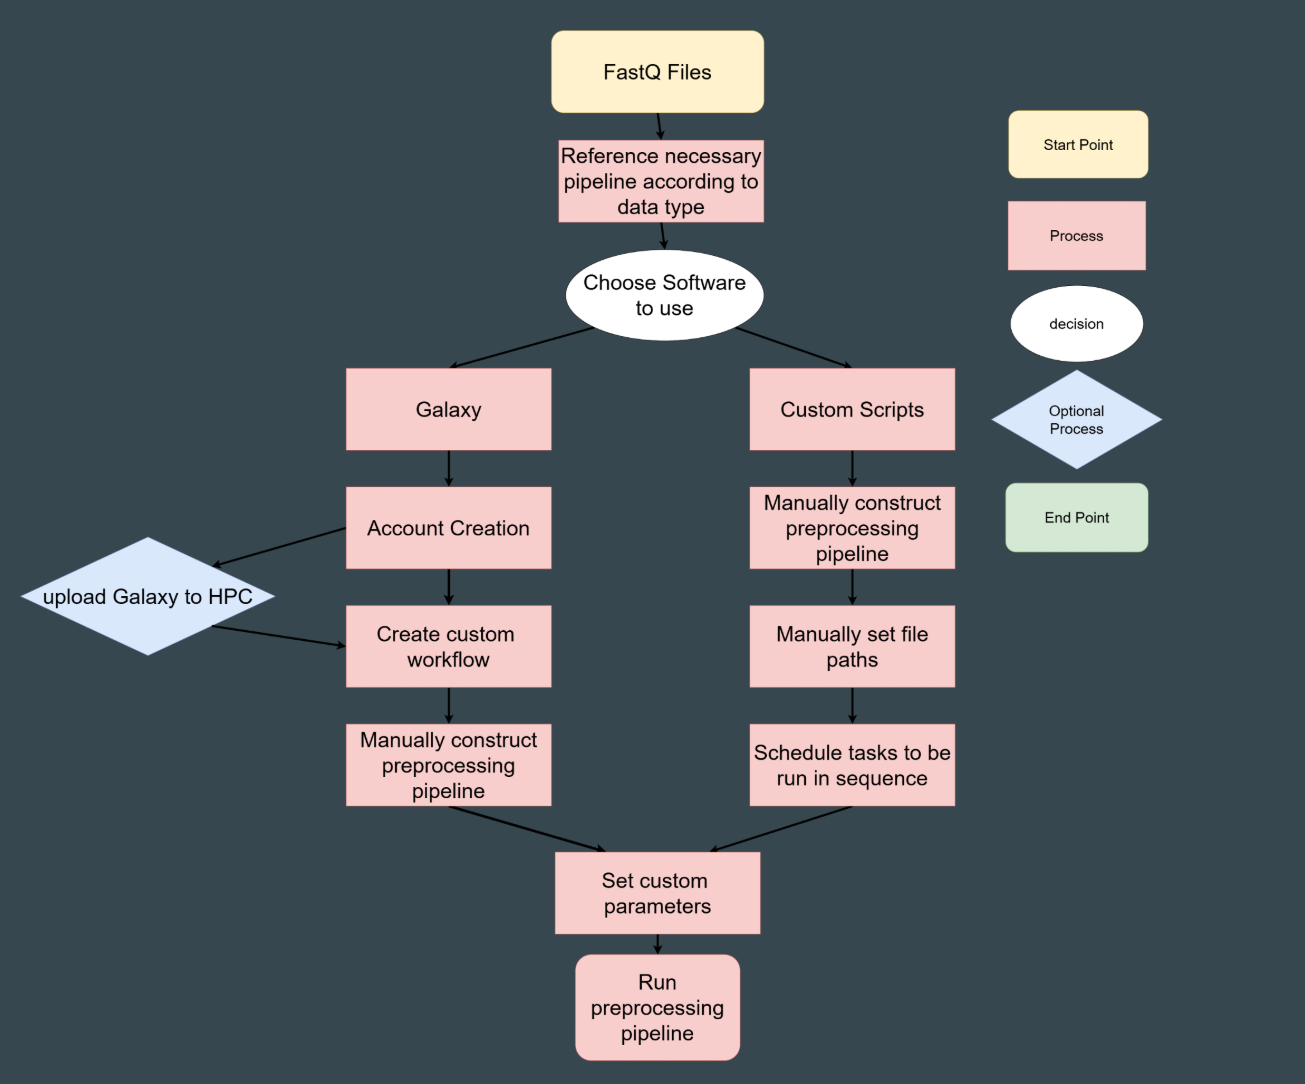 FastQ Files
Reference necessary
pipeline according to
data type
Choose Software
to use
Galaxy
Account Creation
upload Galaxy to HPC
Create custom
workflow
Manually construct
preprocessing
pipeline
Custom Scripts
Manually construct
preprocessing
pipeline
Manually set file
paths
Schedule tasks to be
run in sequence
Set custom
parameters
Run
preprocessing
pipeline
Start Point
Process
decision
Optional
Process
End Point